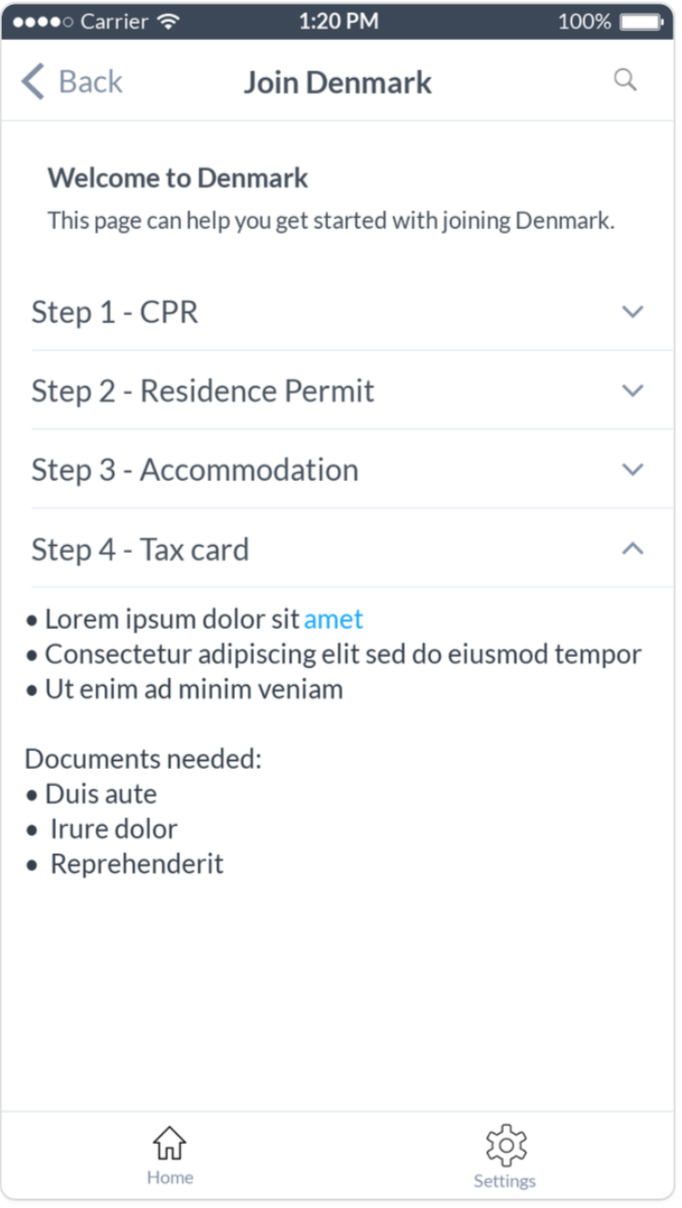 Carrier 1:20 PM 100%
Back Join Denmark
Welcome to Denmark
This page can help you get started with joining Denmark.
Step 1 - CPR
Step 2 - Residence Permit
Step 3 - Accommodation
Step 4 - Tax card
• Lorem ipsum dolor sit amet
• Consectetur adipiscing elit sed do eiusmod tempor
• Ut enim ad minim veniam
Documents needed:
• Duis aute
• Irure dolor
• Reprehenderit
Home Settings